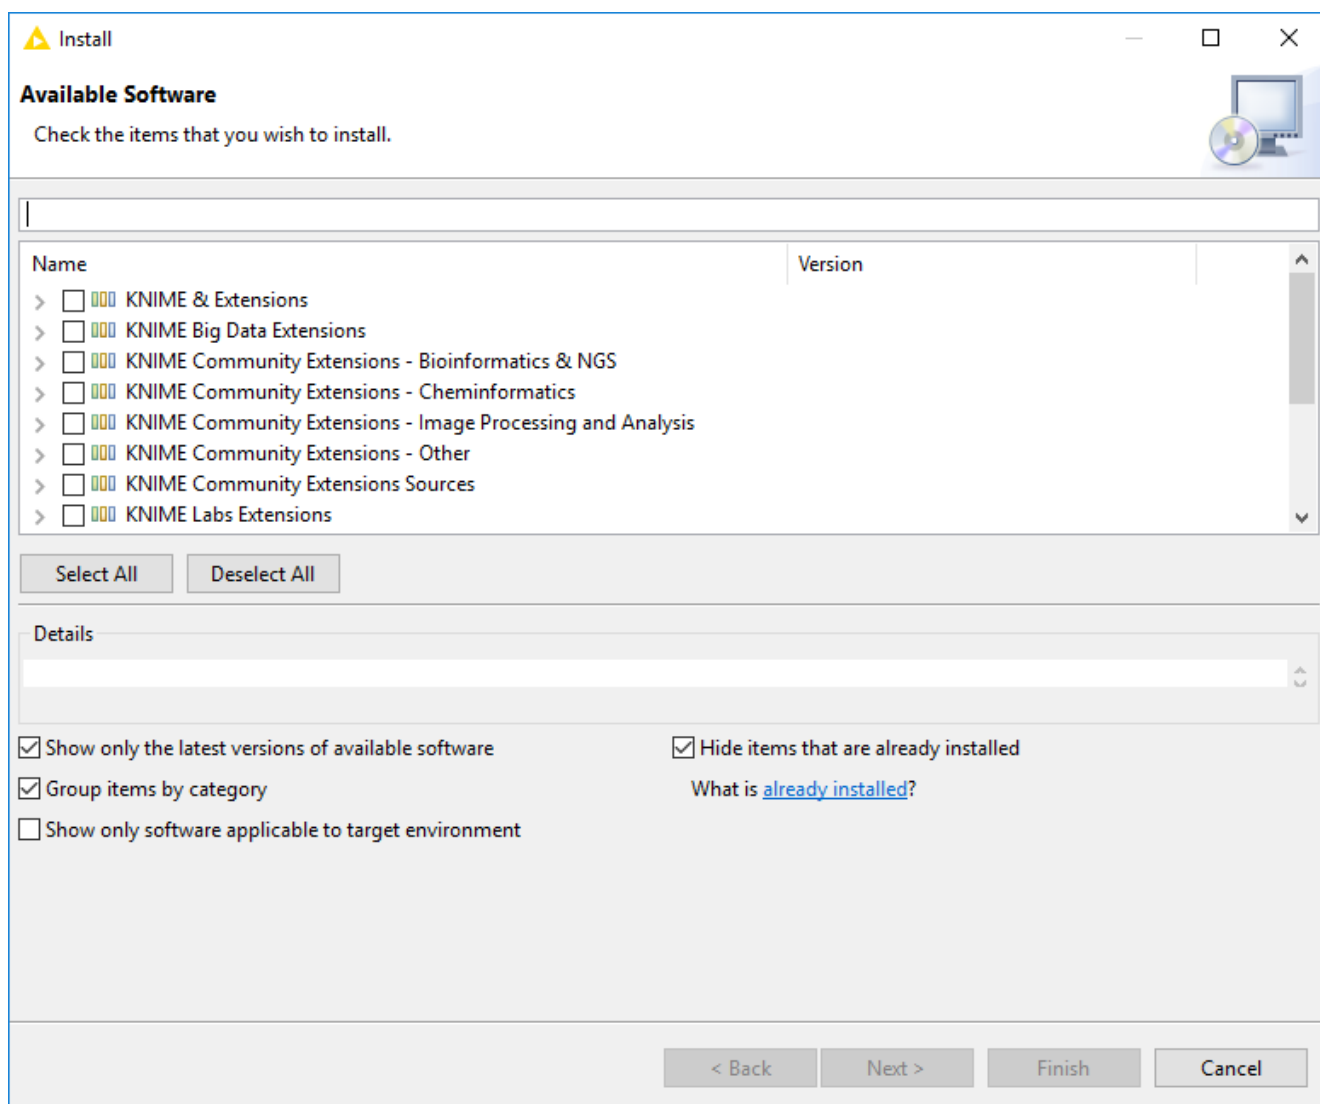 Install
Available Software
Check the items that you wish to install.
Name Version
KNIME & Extensions
KNIME Big Data Extensions
KNIME Community Extensions - Bioinformatics & NGS
KNIME Community Extensions - Cheminformatics
KNIME Community Extensions - Image Processing and Analysis
KNIME Community Extensions - Other
KNIME Community Extensions Sources
KNIME Labs Extensions
Select All Deselect All
Details
Show only the latest versions of available software Hide items that are already installed
Group items by category What is already installed?
Show only software applicable to target environment
< Back Next > Finish Cancel